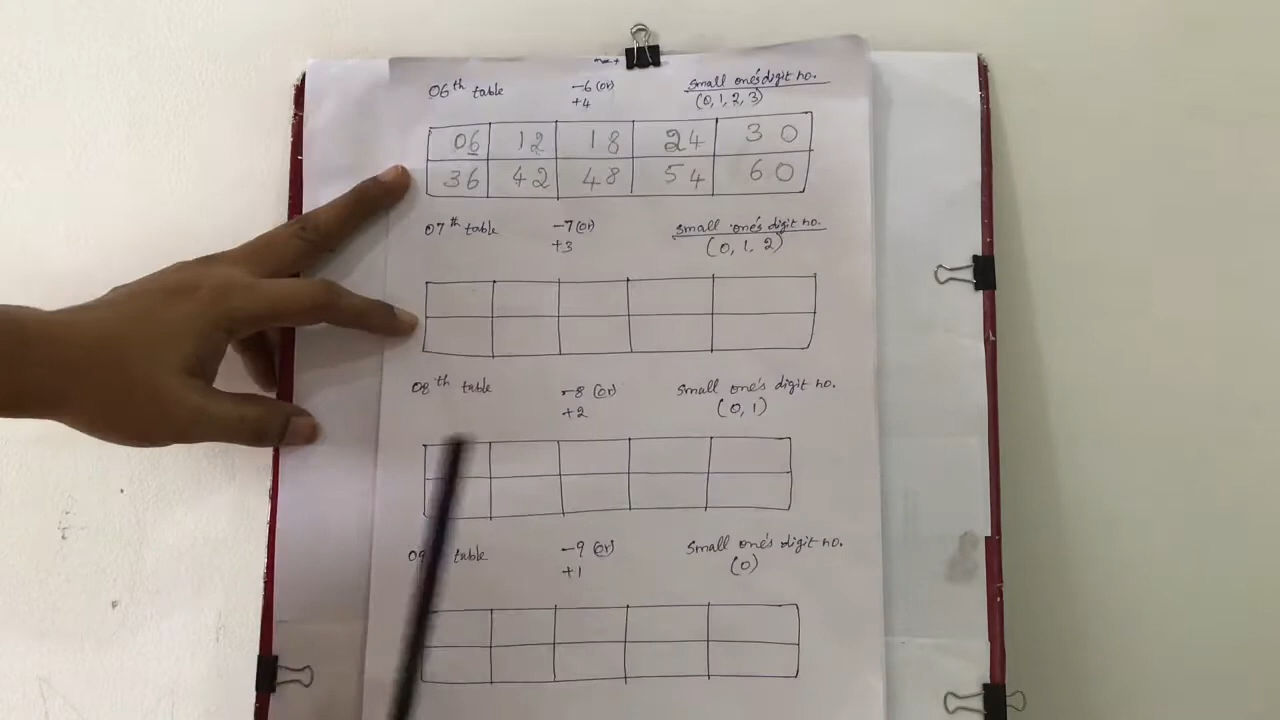 06th table -6 (or) small one's digit no.
+4 (0, 1, 2, 3)
06 12 18 24 30
36 42 48 54 60
07th table -7 (or) small one's digit no.
+3 (0, 1, 2)
08th table -8 (or) small one's digit no.
+2 (0, 1)
table -9 (or) small one's digit no.
+1 (0)